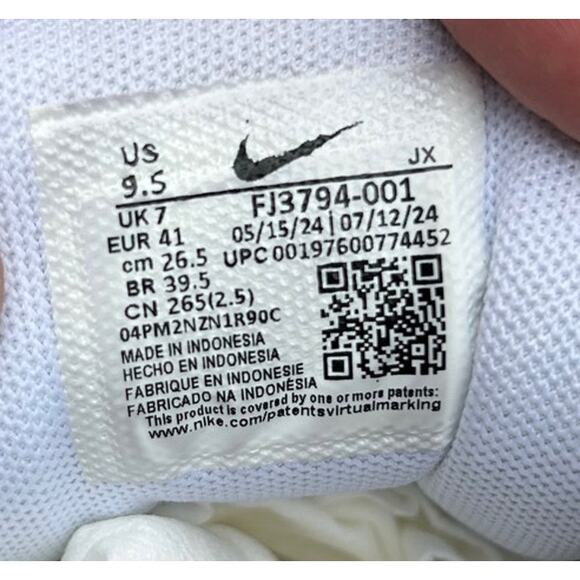 US
9.5
JX
UK 7
FJ3794-001
EUR 41
05/15/24 | 07/12/24
cm 26.5
UPC 00197600774452
BR 39.5
CN 265(2.5)
04PM2NZN1R90C
MADE IN INDONESIA
HECHO EN INDONESIA
FABRIQUE EN INDONESIE
FABRICADO NA INDONÉSIA
This product is covered by one or more patents:
www.nike.com/patentsvirtualmarking